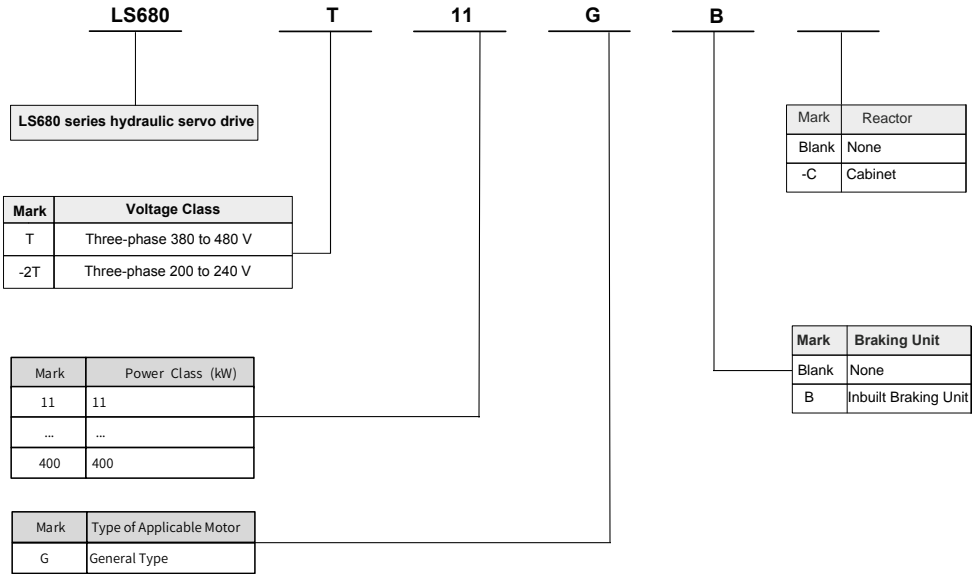 LS680 T 11 G B
LS680 series hydraulic servo drive
Mark Reactor
Blank None
-C Cabinet
Mark Voltage Class
T Three-phase 380 to 480 V
-2T Three-phase 200 to 240 V
Mark Braking Unit
Blank None
B Inbuilt Braking Unit
Mark Power Class (kW)
11 11
... ...
400 400
Mark Type of Applicable Motor
G General Type